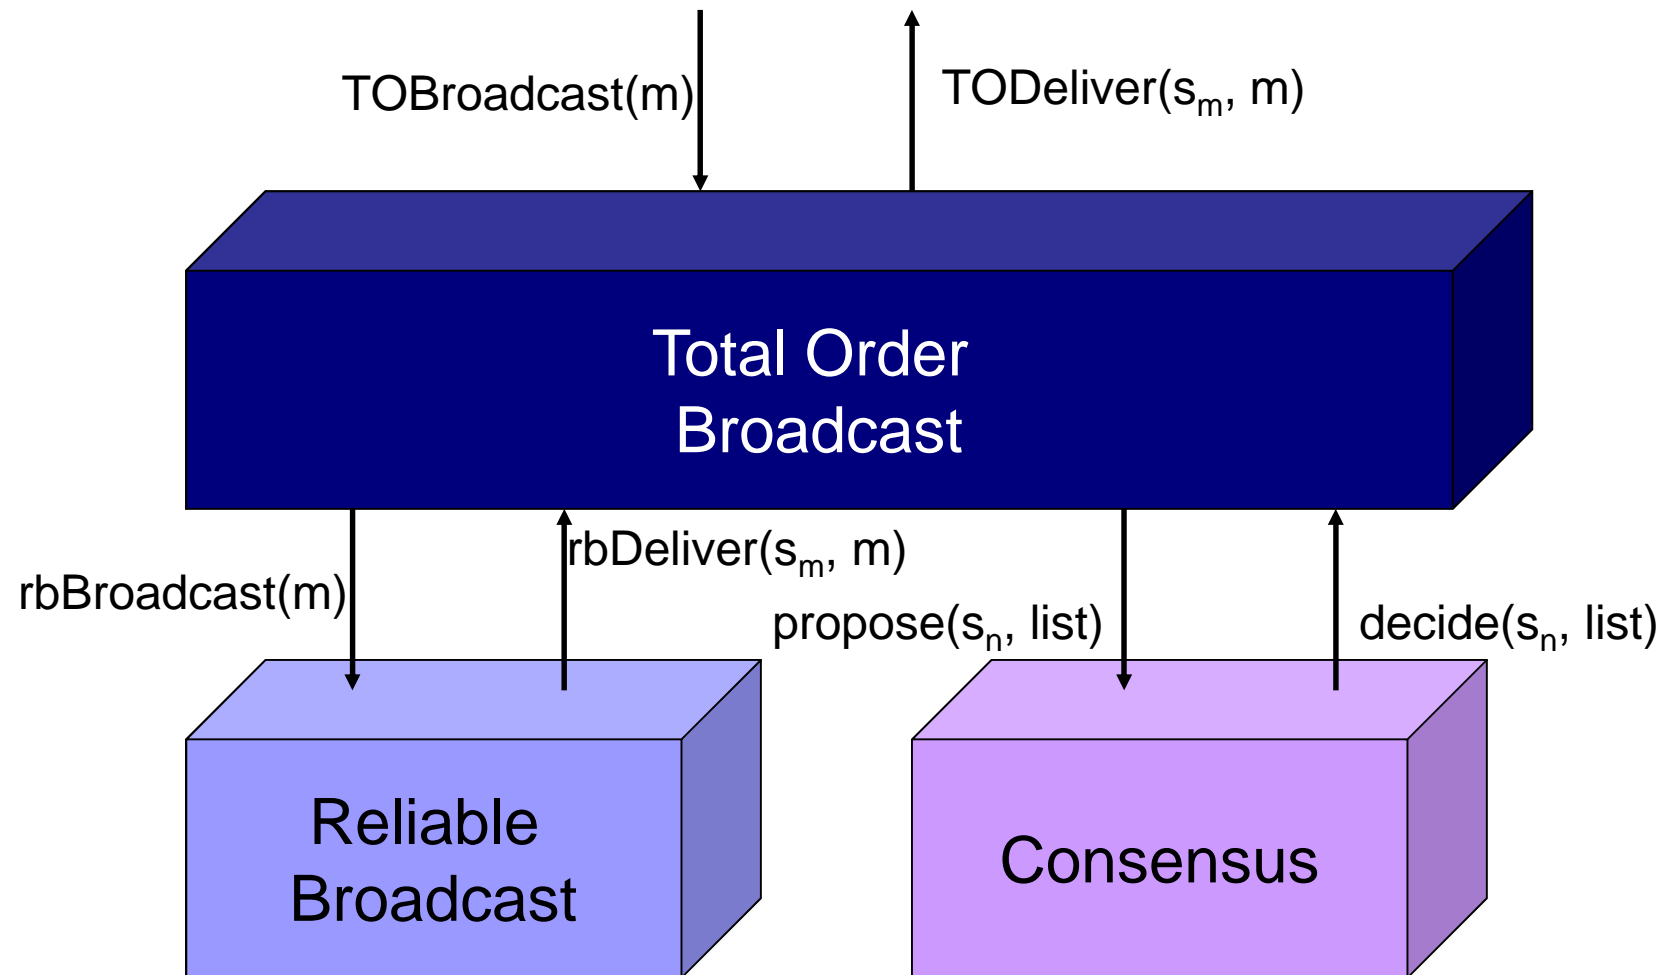 TOBroadcast(m)
TODeliver(sₘ, m)
Total Order
Broadcast
rbBroadcast(m)
rbDeliver(sₘ, m)
propose(sₙ, list)
decide(sₙ, list)
Reliable
Broadcast
Consensus